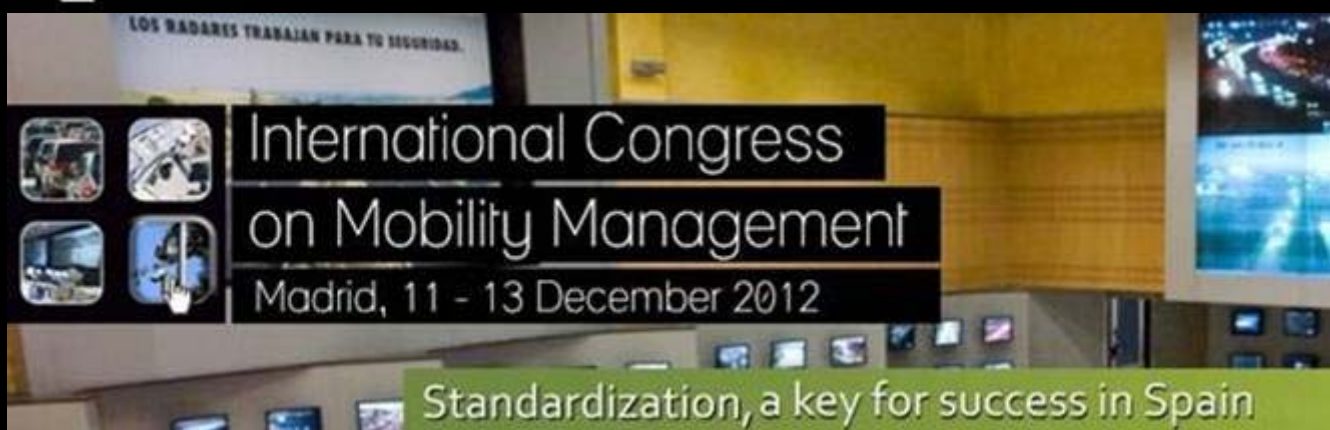 LOS RADARES TRABAJAN PARA TU SEGURIDAD.
International Congress
on Mobility Management
Madrid, 11 - 13 December 2012
Standardization, a key for success in Spain